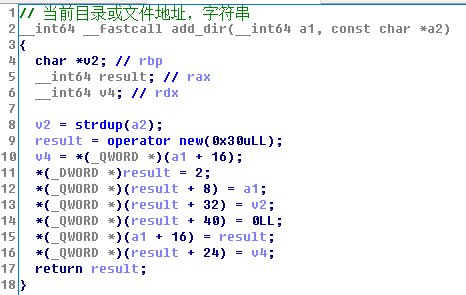 1 // 当前目录或文件地址，字符串
2 __int64 __fastcall add_dir(__int64 a1, const char *a2)
3 {
4   char *v2; // rbp
5   __int64 result; // rax
6   __int64 v4; // rdx
7
8   v2 = strdup(a2);
9   result = operator new(0x30uLL);
10   v4 = *(_QWORD *)(a1 + 16);
11   *(_DWORD *)result = 2;
12   *(_QWORD *)(result + 8) = a1;
13   *(_QWORD *)(result + 32) = v2;
14   *(_QWORD *)(result + 40) = 0LL;
15   *(_QWORD *)(a1 + 16) = result;
16   *(_QWORD *)(result + 24) = v4;
17   return result;
18 }